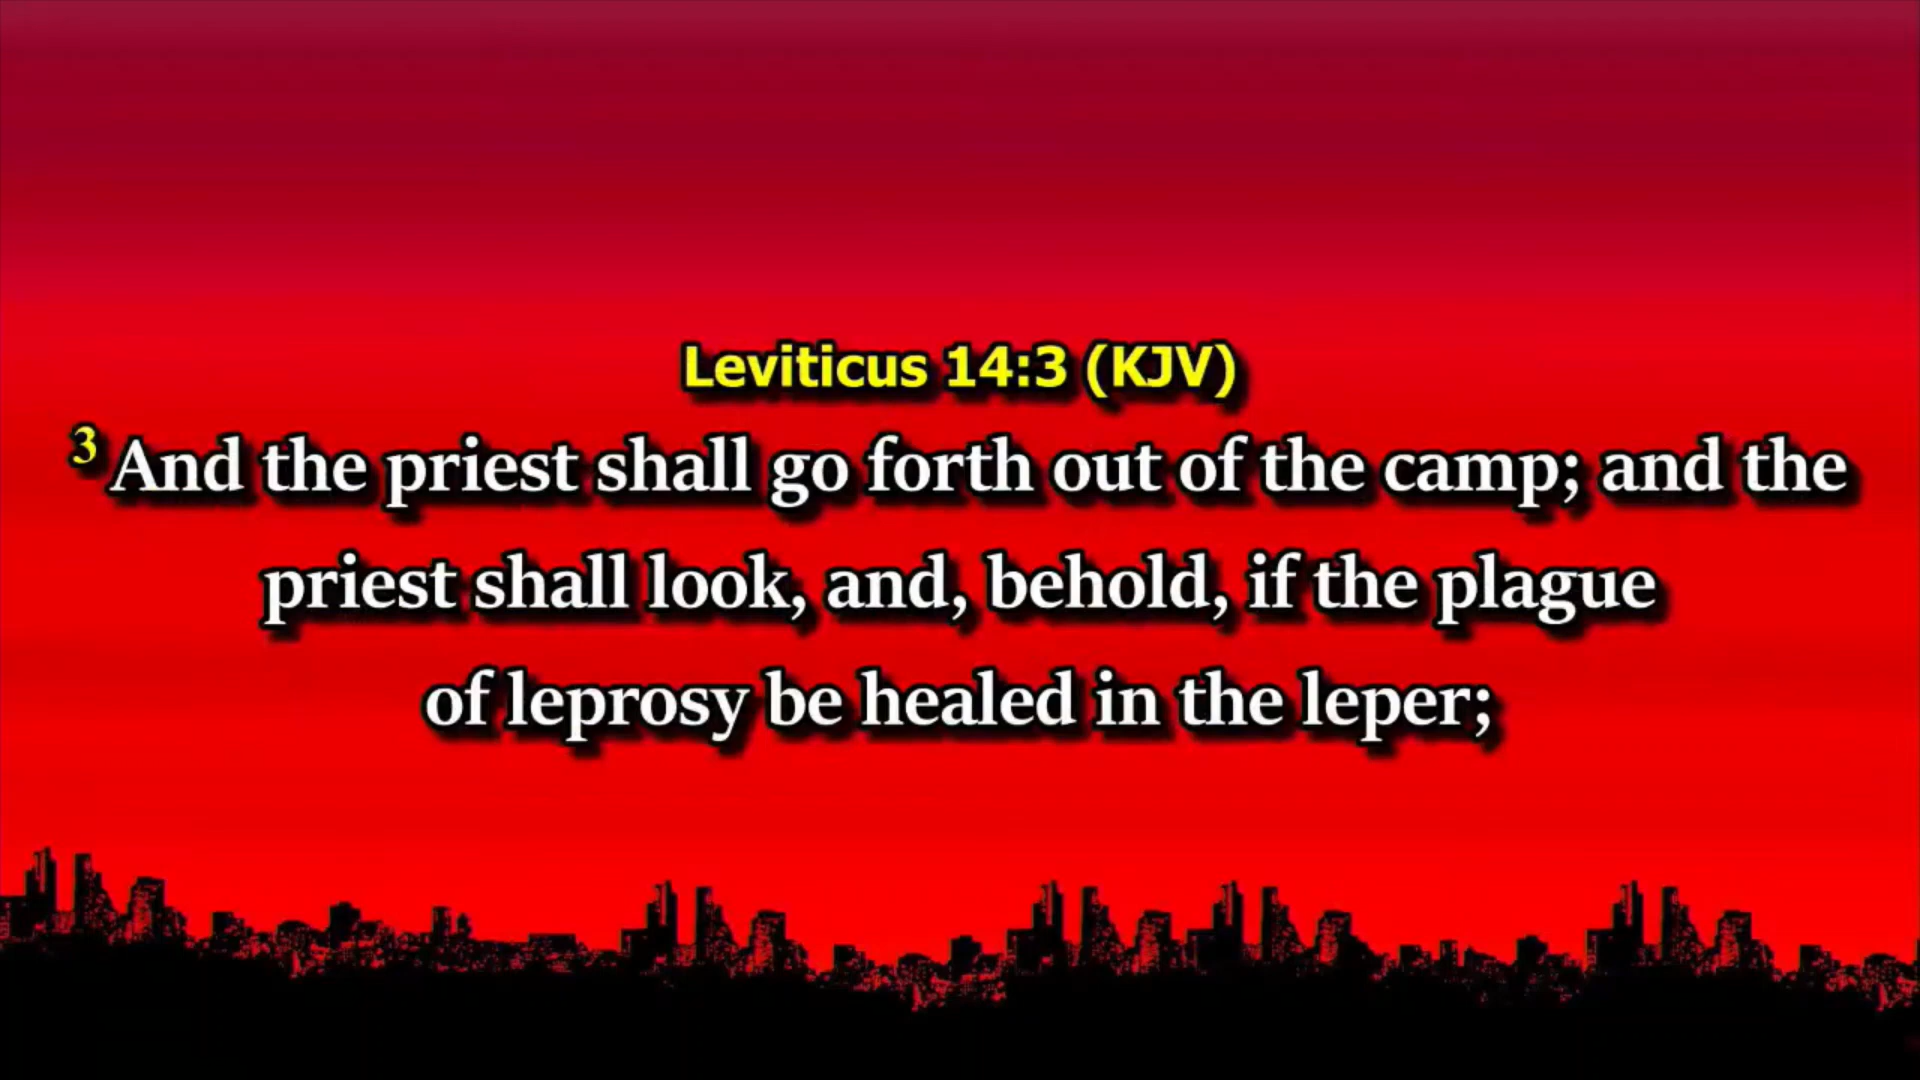 Leviticus 14:3 (KJV)
3 And the priest shall go forth out of the camp; and the
priest shall look, and, behold, if the plague
of leprosy be healed in the leper;